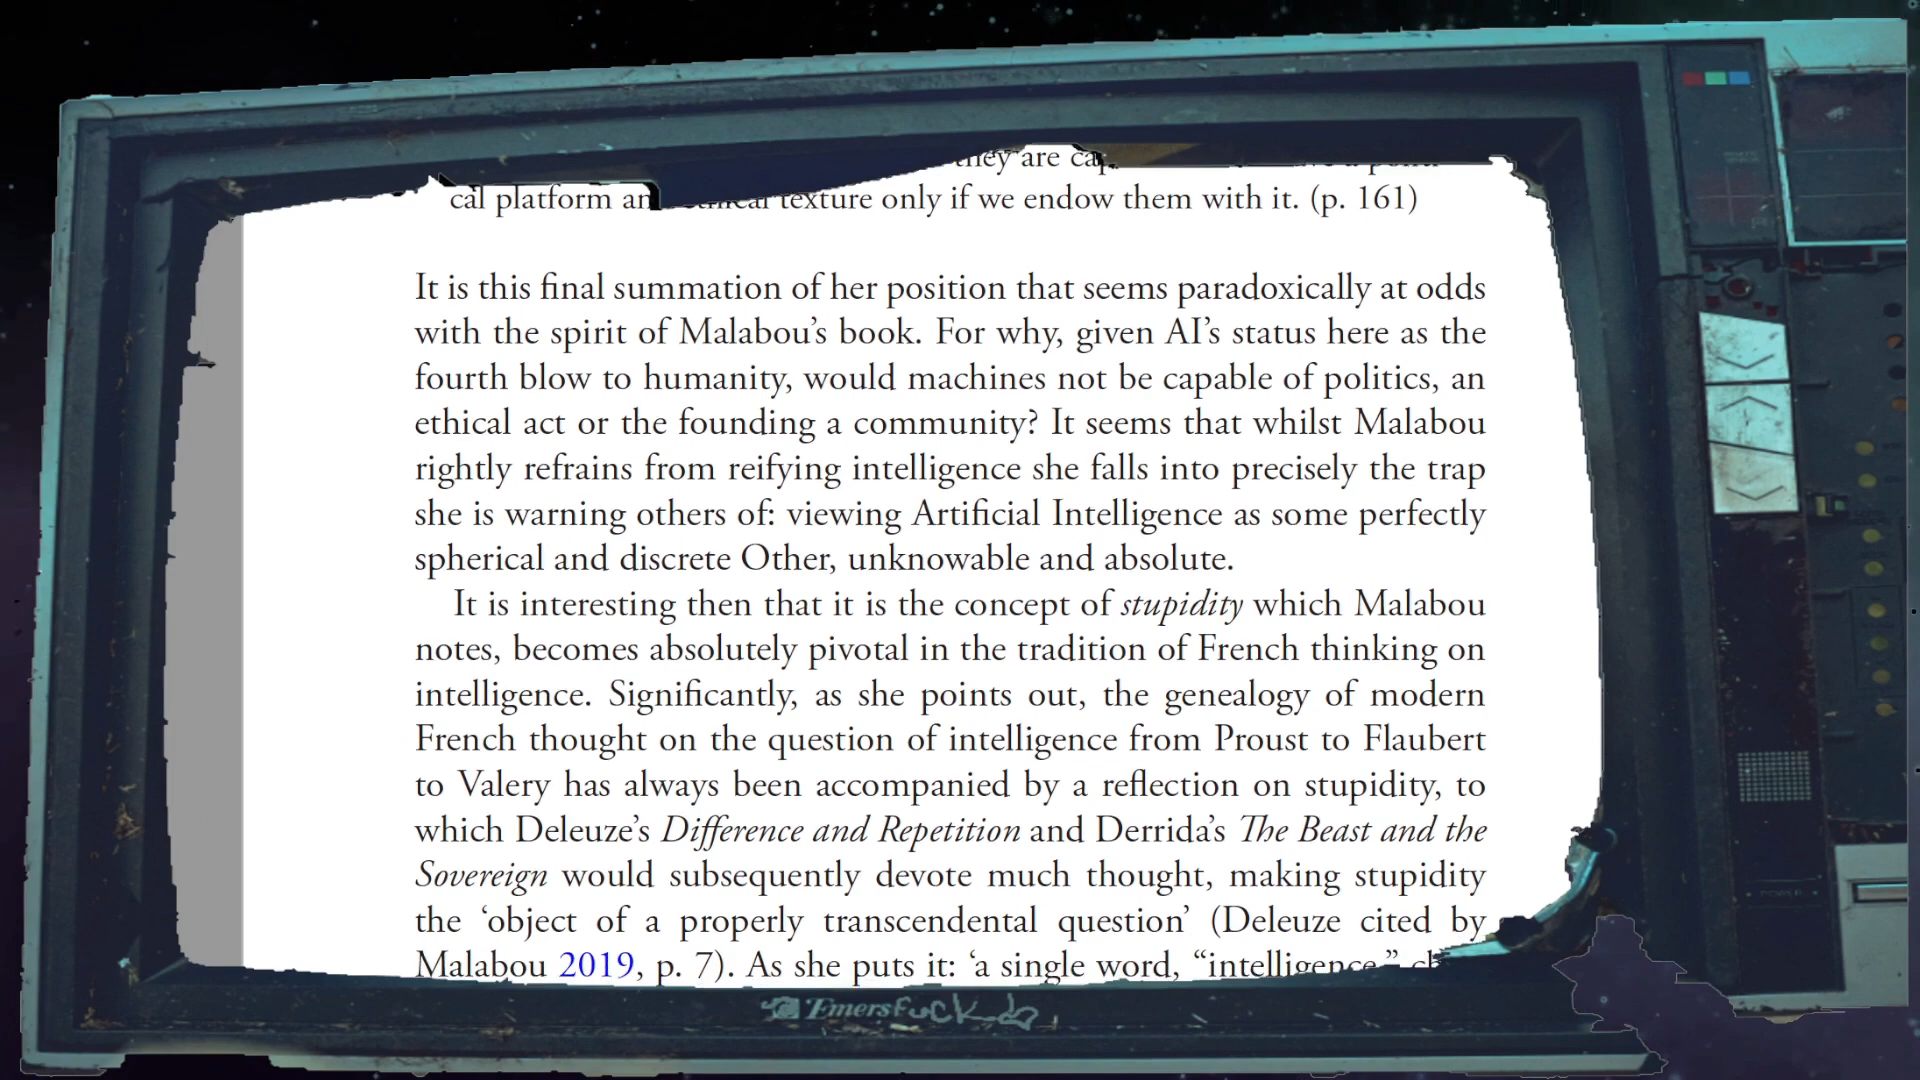 they are
cal platform an ethical texture only if we endow them with it. (p. 161)
It is this final summation of her position that seems paradoxically at odds
with the spirit of Malabou’s book. For why, given AI’s status here as the
fourth blow to humanity, would machines not be capable of politics, an
ethical act or the founding a community? It seems that whilst Malabou
rightly refrains from reifying intelligence she falls into precisely the trap
she is warning others of: viewing Artificial Intelligence as some perfectly
spherical and discrete Other, unknowable and absolute.
It is interesting then that it is the concept of stupidity which Malabou
notes, becomes absolutely pivotal in the tradition of French thinking on
intelligence. Significantly, as she points out, the genealogy of modern
French thought on the question of intelligence from Proust to Flaubert
to Valery has always been accompanied by a reflection on stupidity, to
which Deleuze’s Difference and Repetition and Derrida’s The Beast and the
Sovereign would subsequently devote much thought, making stupidity
the ‘object of a properly transcendental question’ (Deleuze cited by
Malabou 2019, p. 7). As she puts it: ‘a single word, “intelligence,”